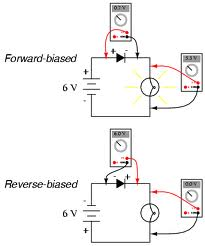 0.7 V
+ -
Forward-biased
5.3 V
+
6 V
-
6.0 V
- +
Reverse-biased
0.0 V
+
6 V
-